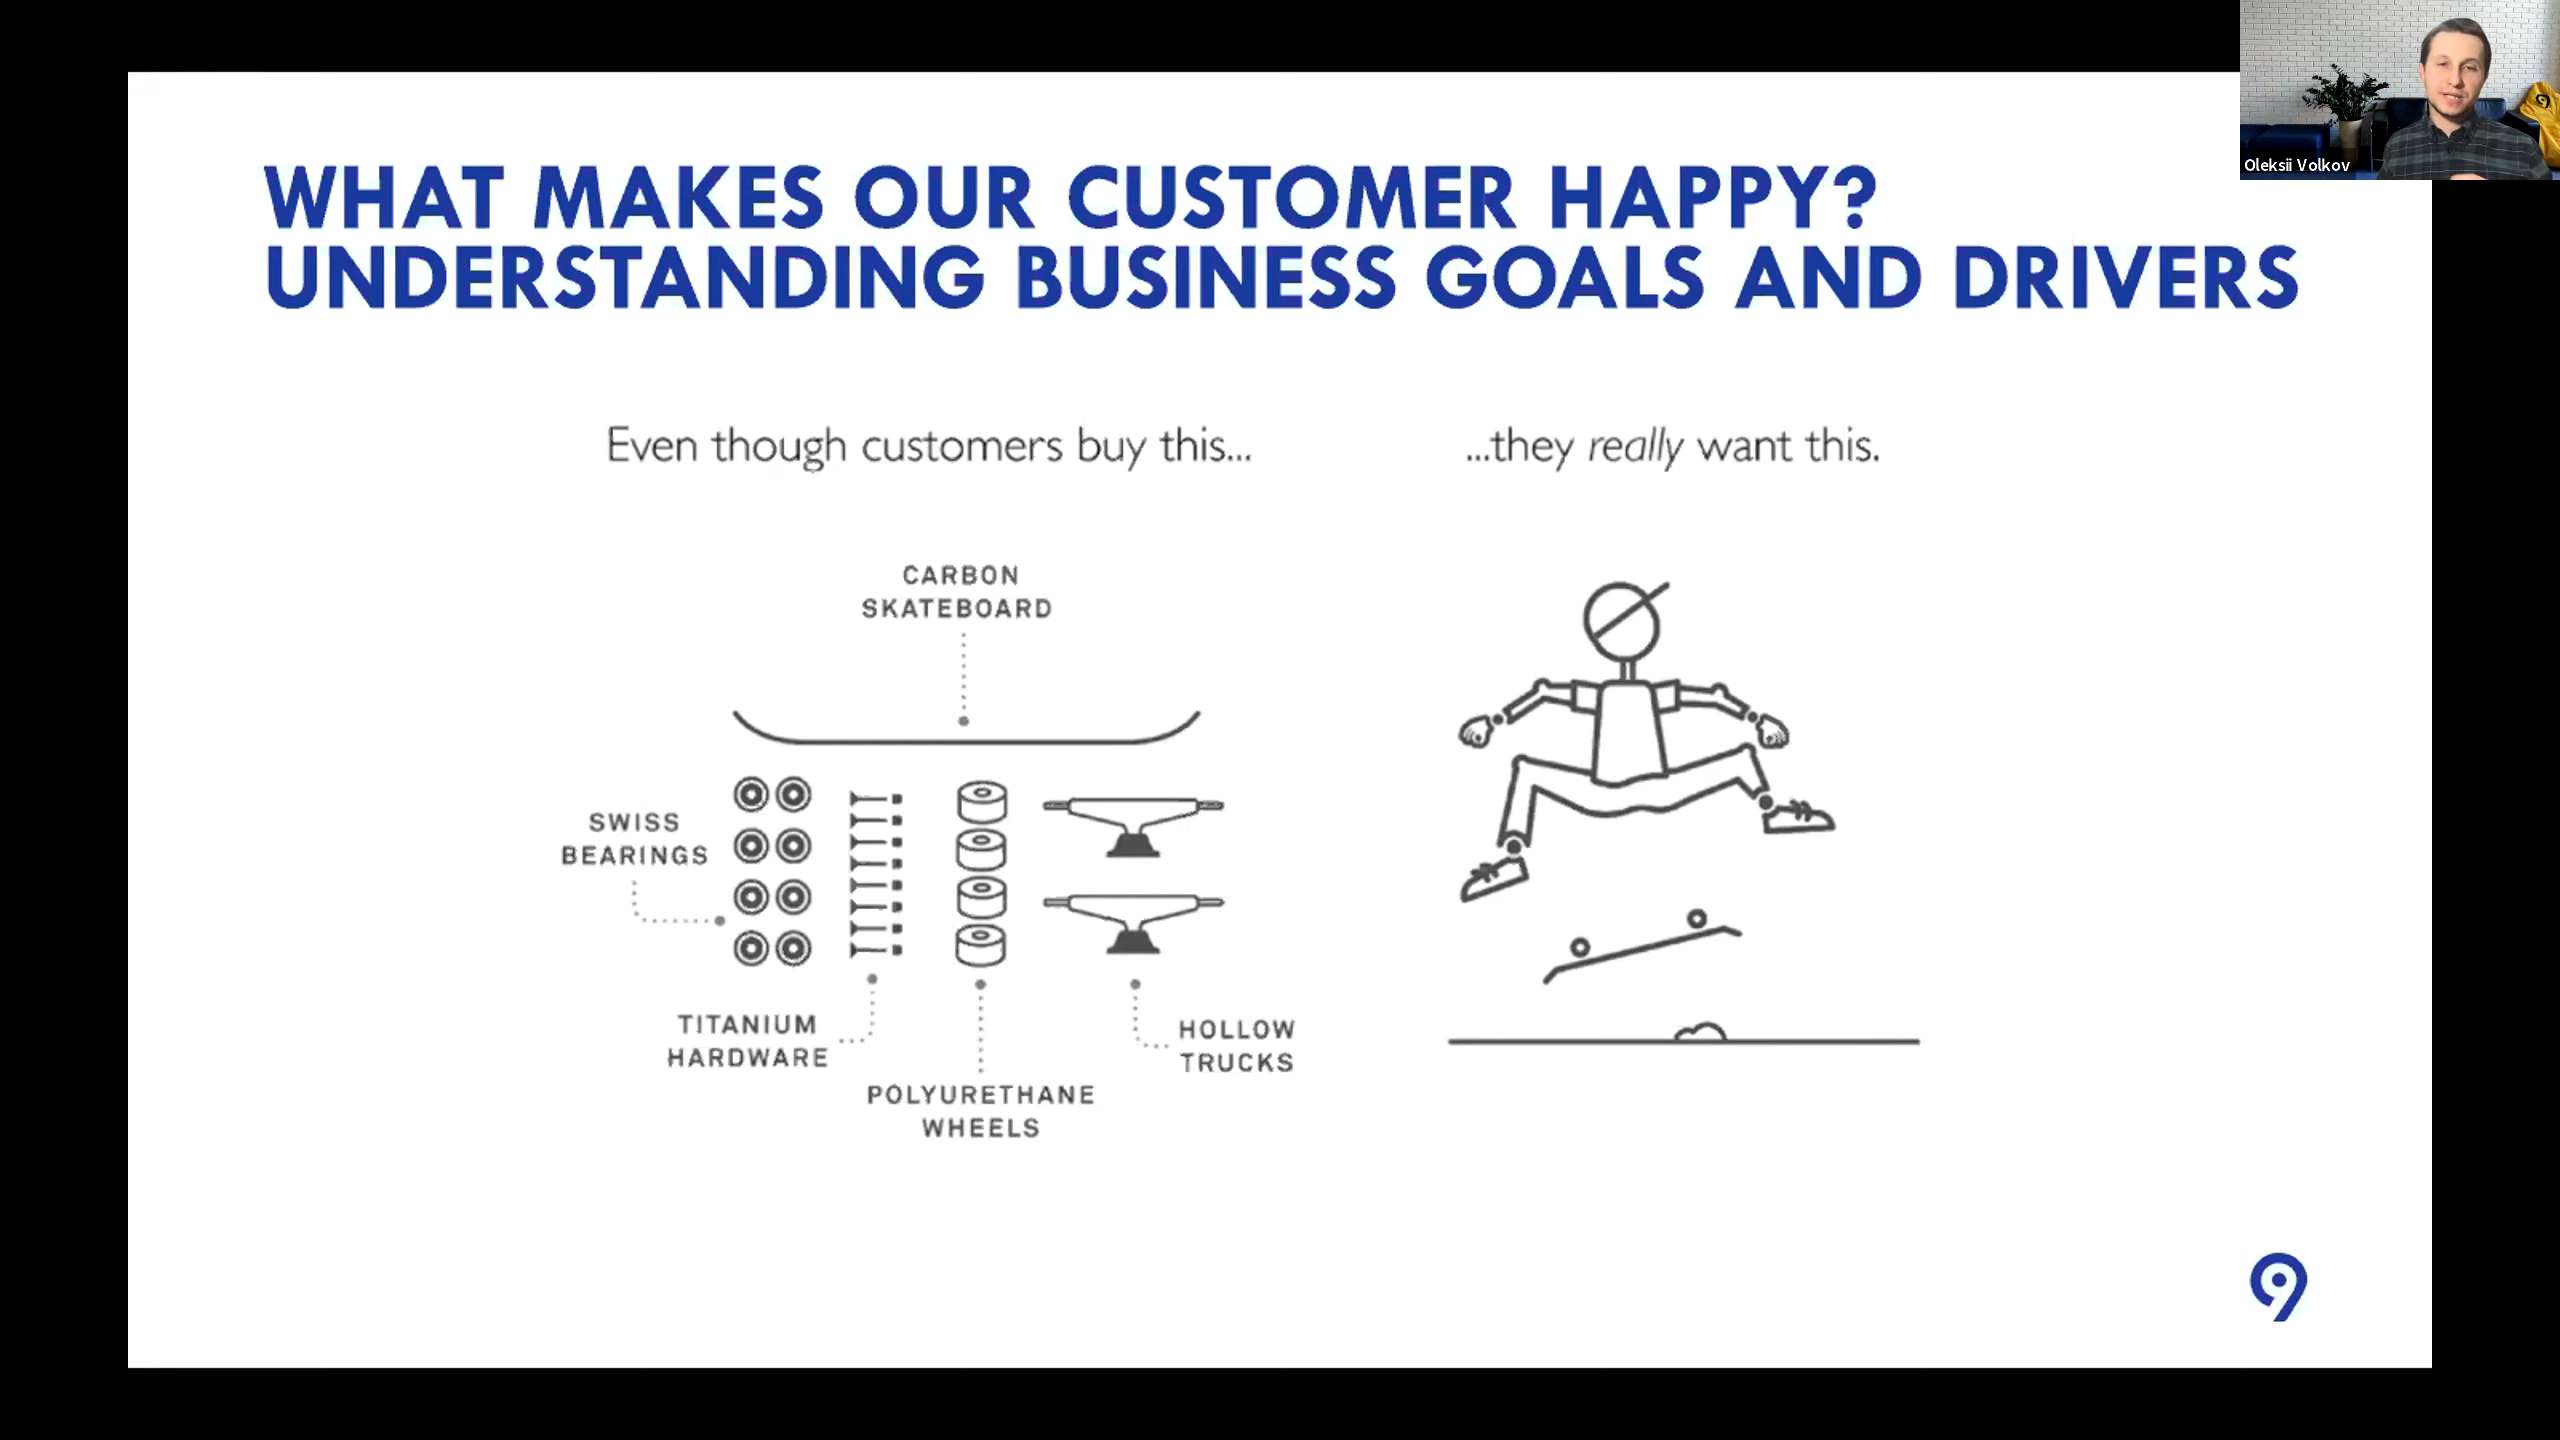 WHAT MAKES OUR CUSTOMER HAPPY?
UNDERSTANDING BUSINESS GOALS AND DRIVERS
Oleksii Volkov
Even though customers buy this...
...they really want this.
CARBON
SKATEBOARD
SWISS
BEARINGS
TITANIUM
HARDWARE
POLYURETHANE
WHEELS
HOLLOW
TRUCKS
9